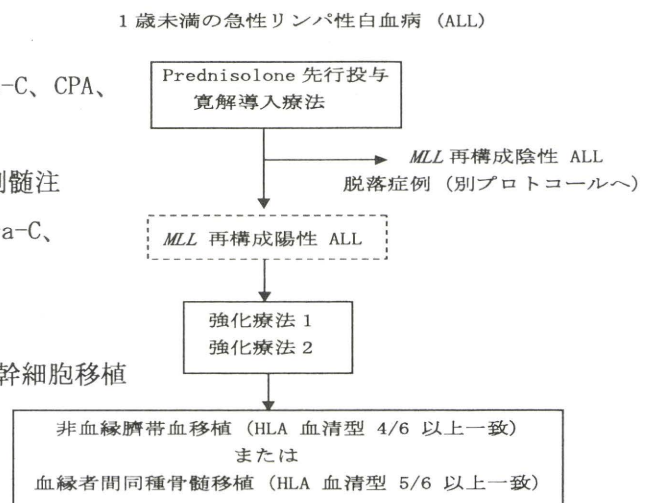 1 歳未満の急性リンパ性白血病 (ALL)
Prednisolone 先行投与
寛解導入療法
-C、CPA、
MLL 再構成陰性 ALL
脱落症例 (別プロトコールへ)
髄注
a-C、
MLL 再構成陽性 ALL
強化療法 1
強化療法 2
幹細胞移植
非血縁臍帯血移植 (HLA 血清型 4/6 以上一致)
または
血縁者間同種骨髄移植 (HLA 血清型 5/6 以上一致)